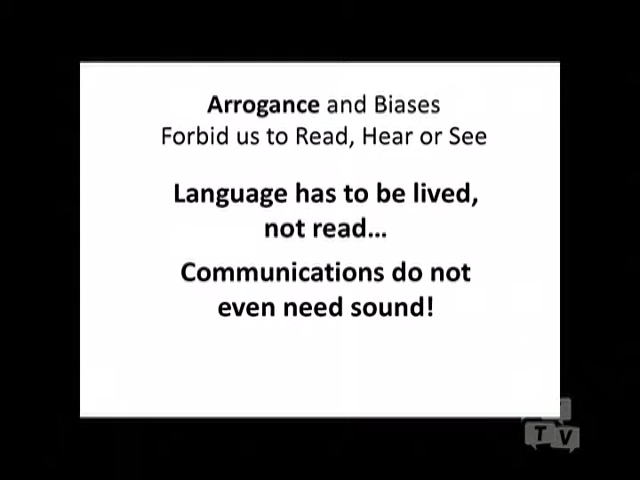 Arrogance and Biases
Forbid us to Read, Hear or See
Language has to be lived,
not read…
Communications do not
even need sound!
TV